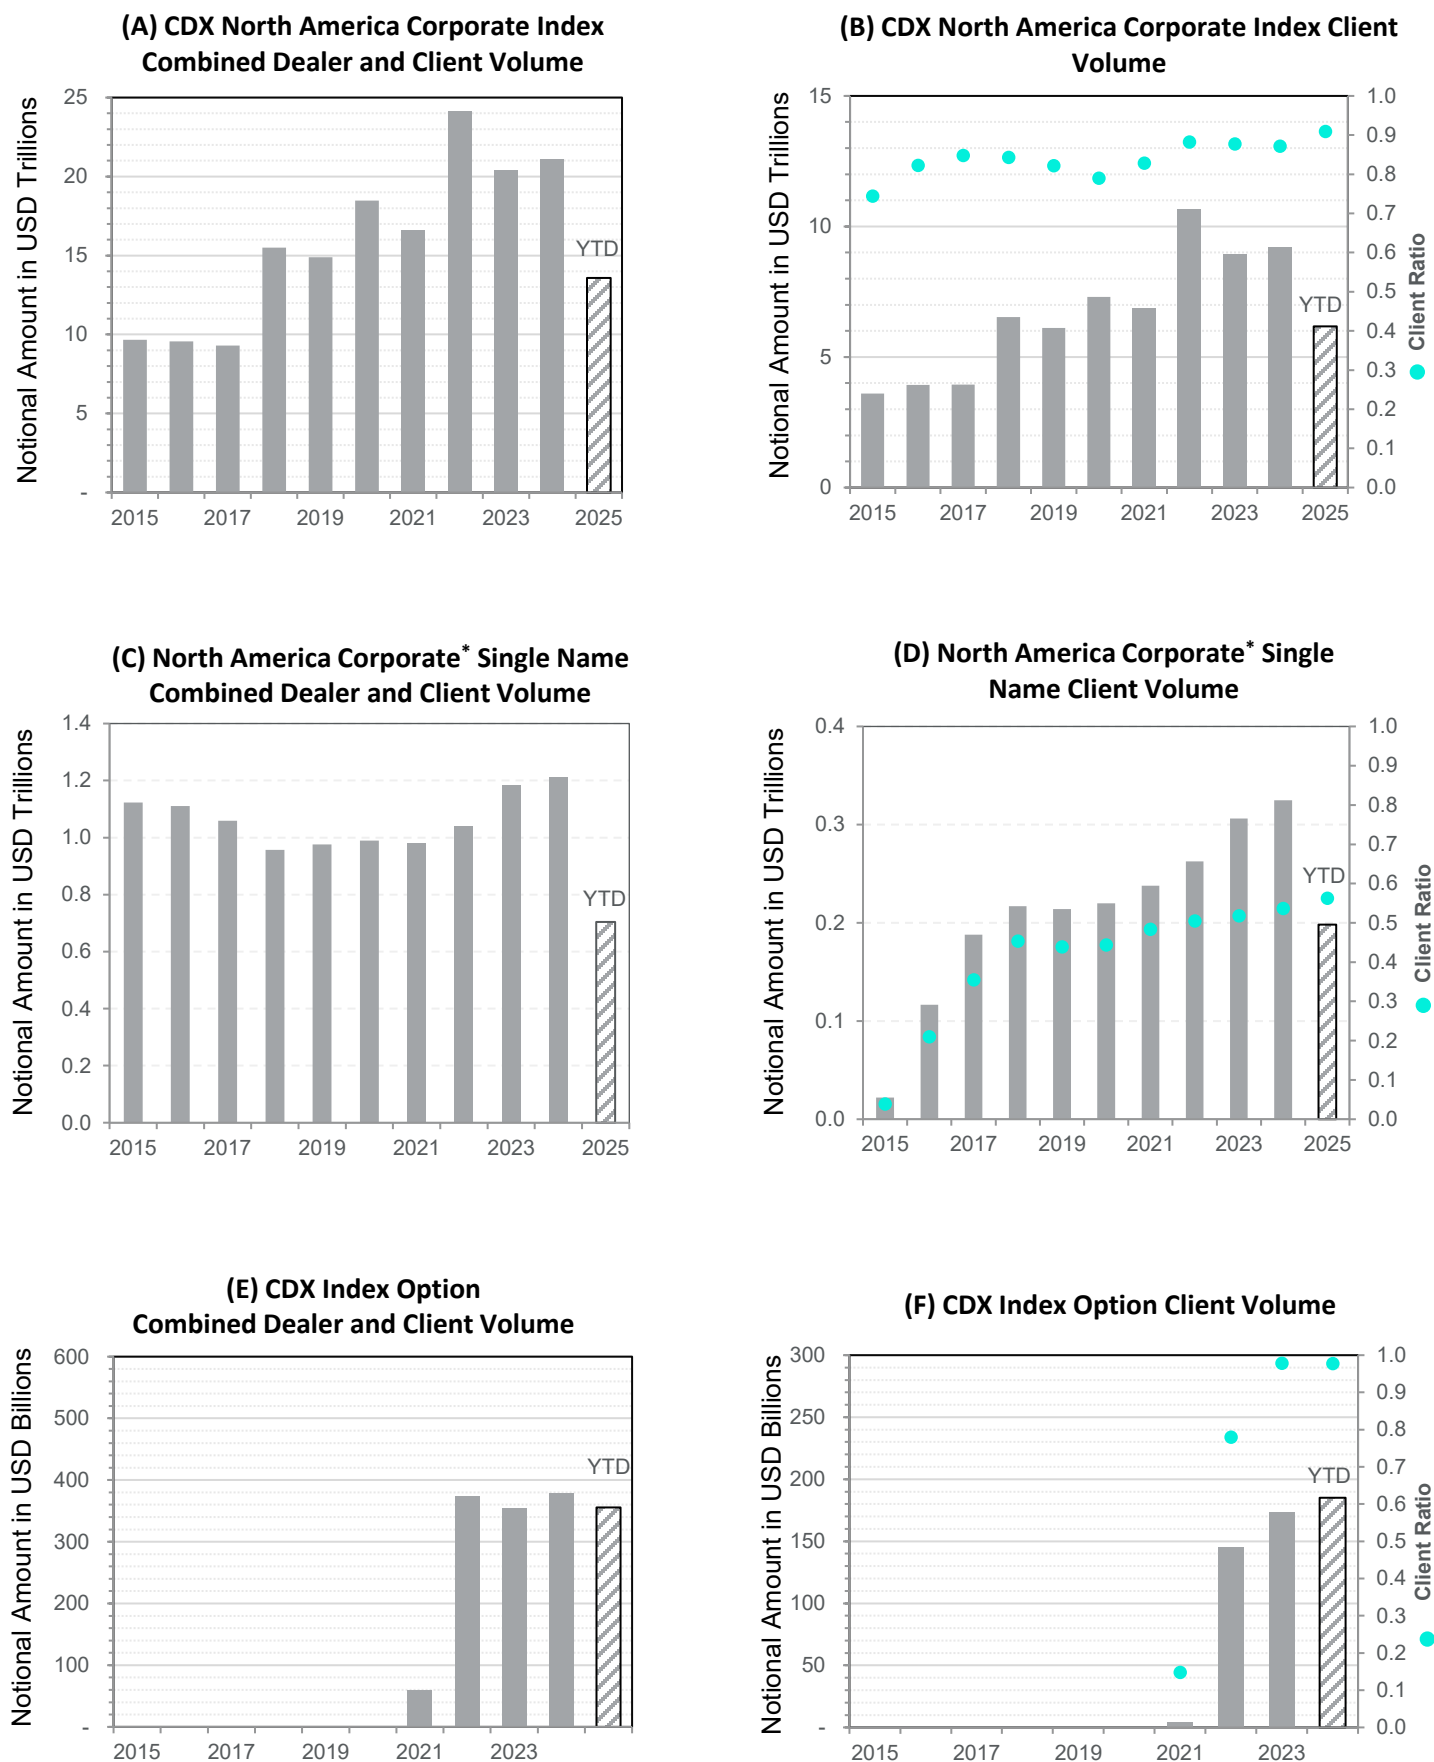 (A) CDX North America Corporate Index
Combined Dealer and Client Volume
Notional Amount in USD Trillions
25
20
15
10
5
-
YTD
2015 2017 2019 2021 2023 2025
(B) CDX North America Corporate Index Client
Volume
Notional Amount in USD Trillions
15
10
5
0
YTD
1.0
0.9
0.8
0.7
0.6
0.5
0.4
0.3
0.2
0.1
0.0
Client Ratio
2015 2017 2019 2021 2023 2025
(C) North America Corporate* Single Name
Combined Dealer and Client Volume
Notional Amount in USD Trillions
1.4
1.2
1.0
0.8
0.6
0.4
0.2
0.0
YTD
2015 2017 2019 2021 2023 2025
(D) North America Corporate* Single
Name Client Volume
Notional Amount in USD Trillions
0.4
0.3
0.2
0.1
0.0
YTD
1.0
0.9
0.8
0.7
0.6
0.5
0.4
0.3
0.2
0.1
0.0
Client Ratio
2015 2017 2019 2021 2023 2025
(E) CDX Index Option
Combined Dealer and Client Volume
Notional Amount in USD Billions
600
500
400
300
200
100
-
YTD
2015 2017 2019 2021 2023
(F) CDX Index Option Client Volume
Notional Amount in USD Billions
300
250
200
150
100
50
-
YTD
1.0
0.9
0.8
0.7
0.6
0.5
0.4
0.3
0.2
0.1
0.0
Client Ratio
2015 2017 2019 2021 2023